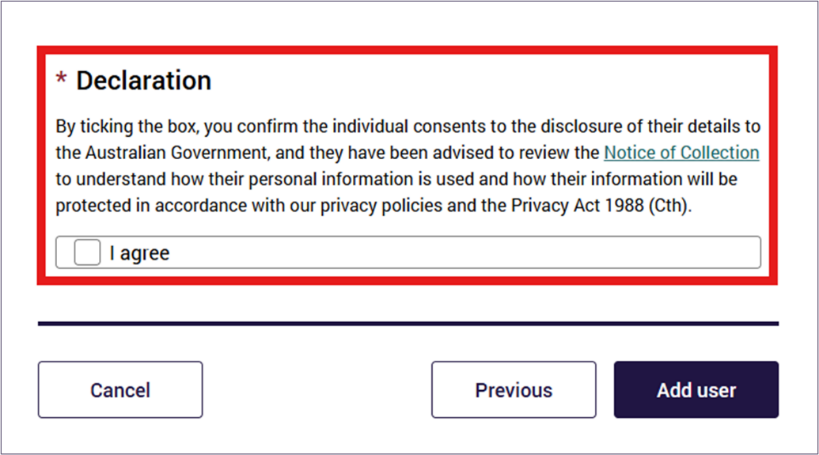 * Declaration
By ticking the box, you confirm the individual consents to the disclosure of their details to
the Australian Government, and they have been advised to review the Notice of Collection
to understand how their personal information is used and how their information will be
protected in accordance with our privacy policies and the Privacy Act 1988 (Cth).
I agree
Cancel
Previous
Add user